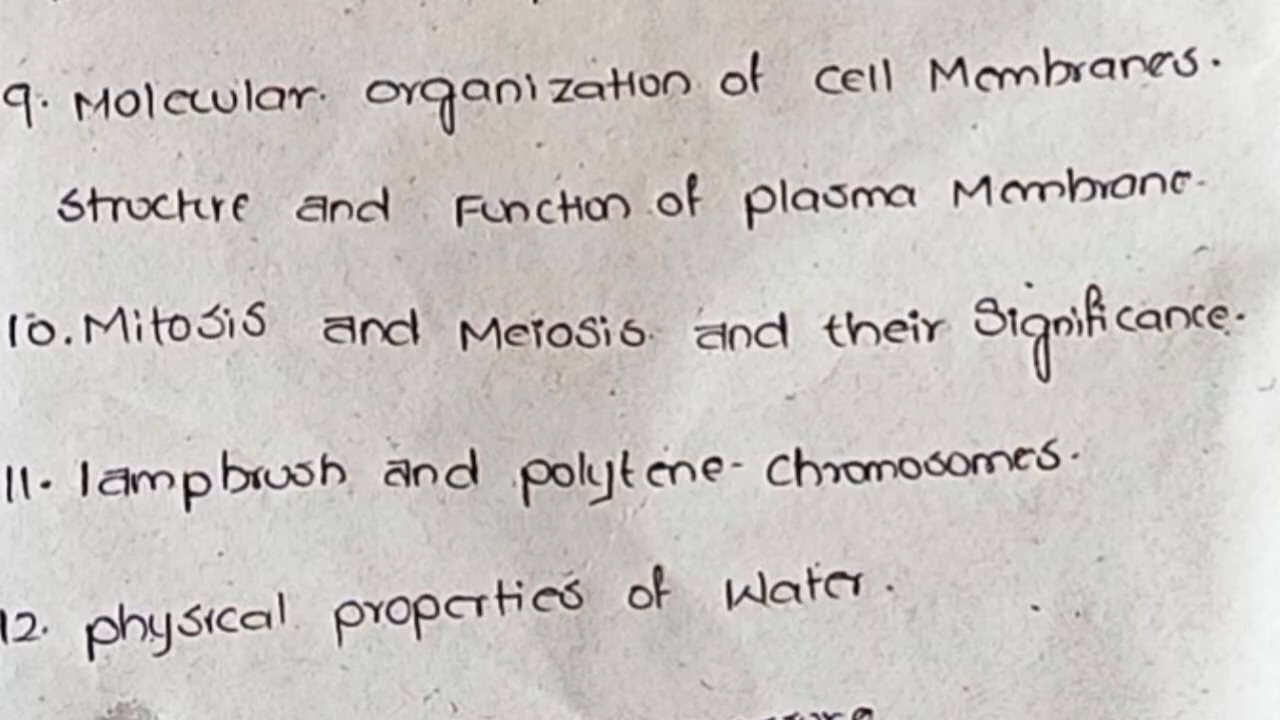 9. Molecular organization of cell Membranes.
structure and Function of plasma Membrane.
10. Mitosis and Meiosis and their Significance.
11. lampbrush and polytene- chromosomes.
12. physical properties of Water.